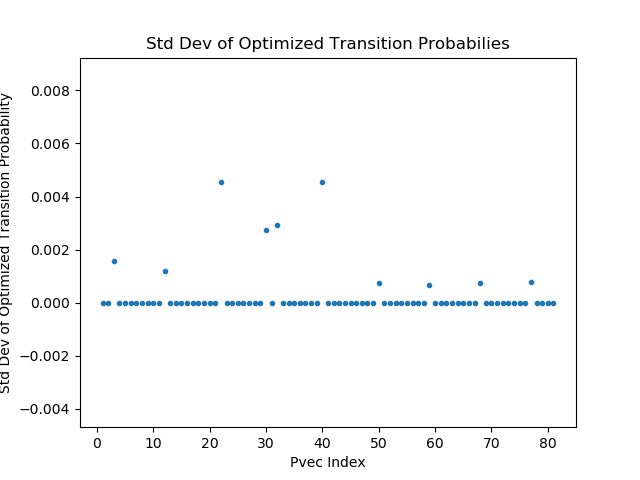 Std Dev of Optimized Transition Probabilies
Std Dev of Optimized Transition Probability
0.008
0.006
0.004
0.002
0.000
−0.002
−0.004
0 10 20 30 40 50 60 70 80
Pvec Index